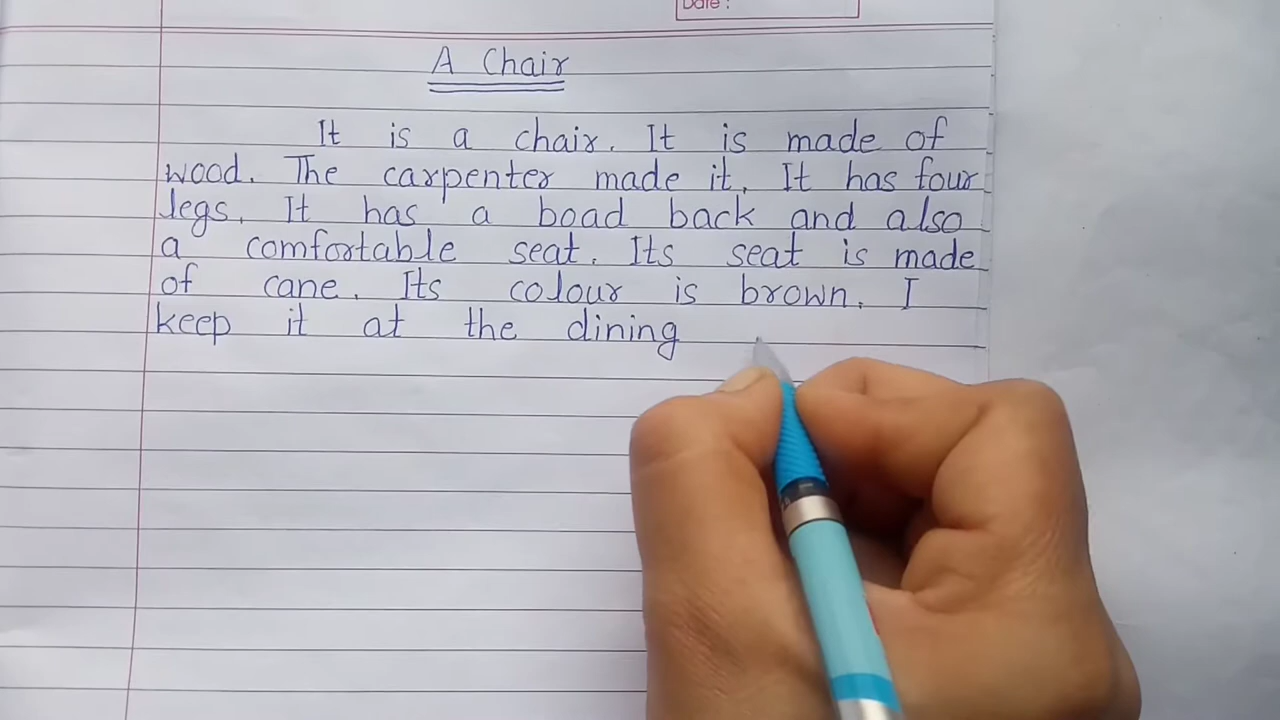 Date :
A Chair
It is a chair. It is made of
wood. The carpenter made it. It has four
legs. It has a boad back and also
a comfortable seat. Its seat is made
of cane. Its colour is brown. I
keep it at the dining